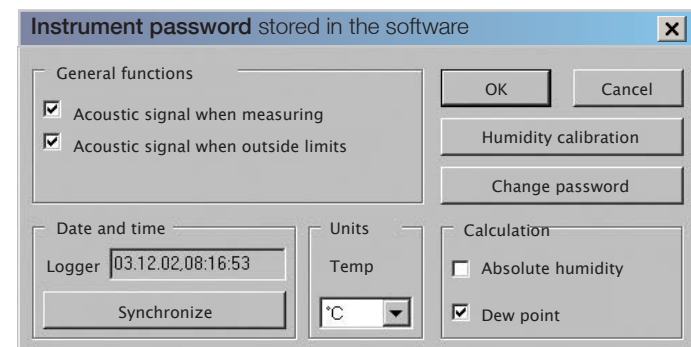 Instrument password stored in the software
General functions
Acoustic signal when measuring
Acoustic signal when outside limits
OK
Cancel
Humidity calibration
Change password
Date and time
Logger 03.12.02,08:16:53
Synchronize
Units
Temp
°C
Calculation
Absolute humidity
Dew point